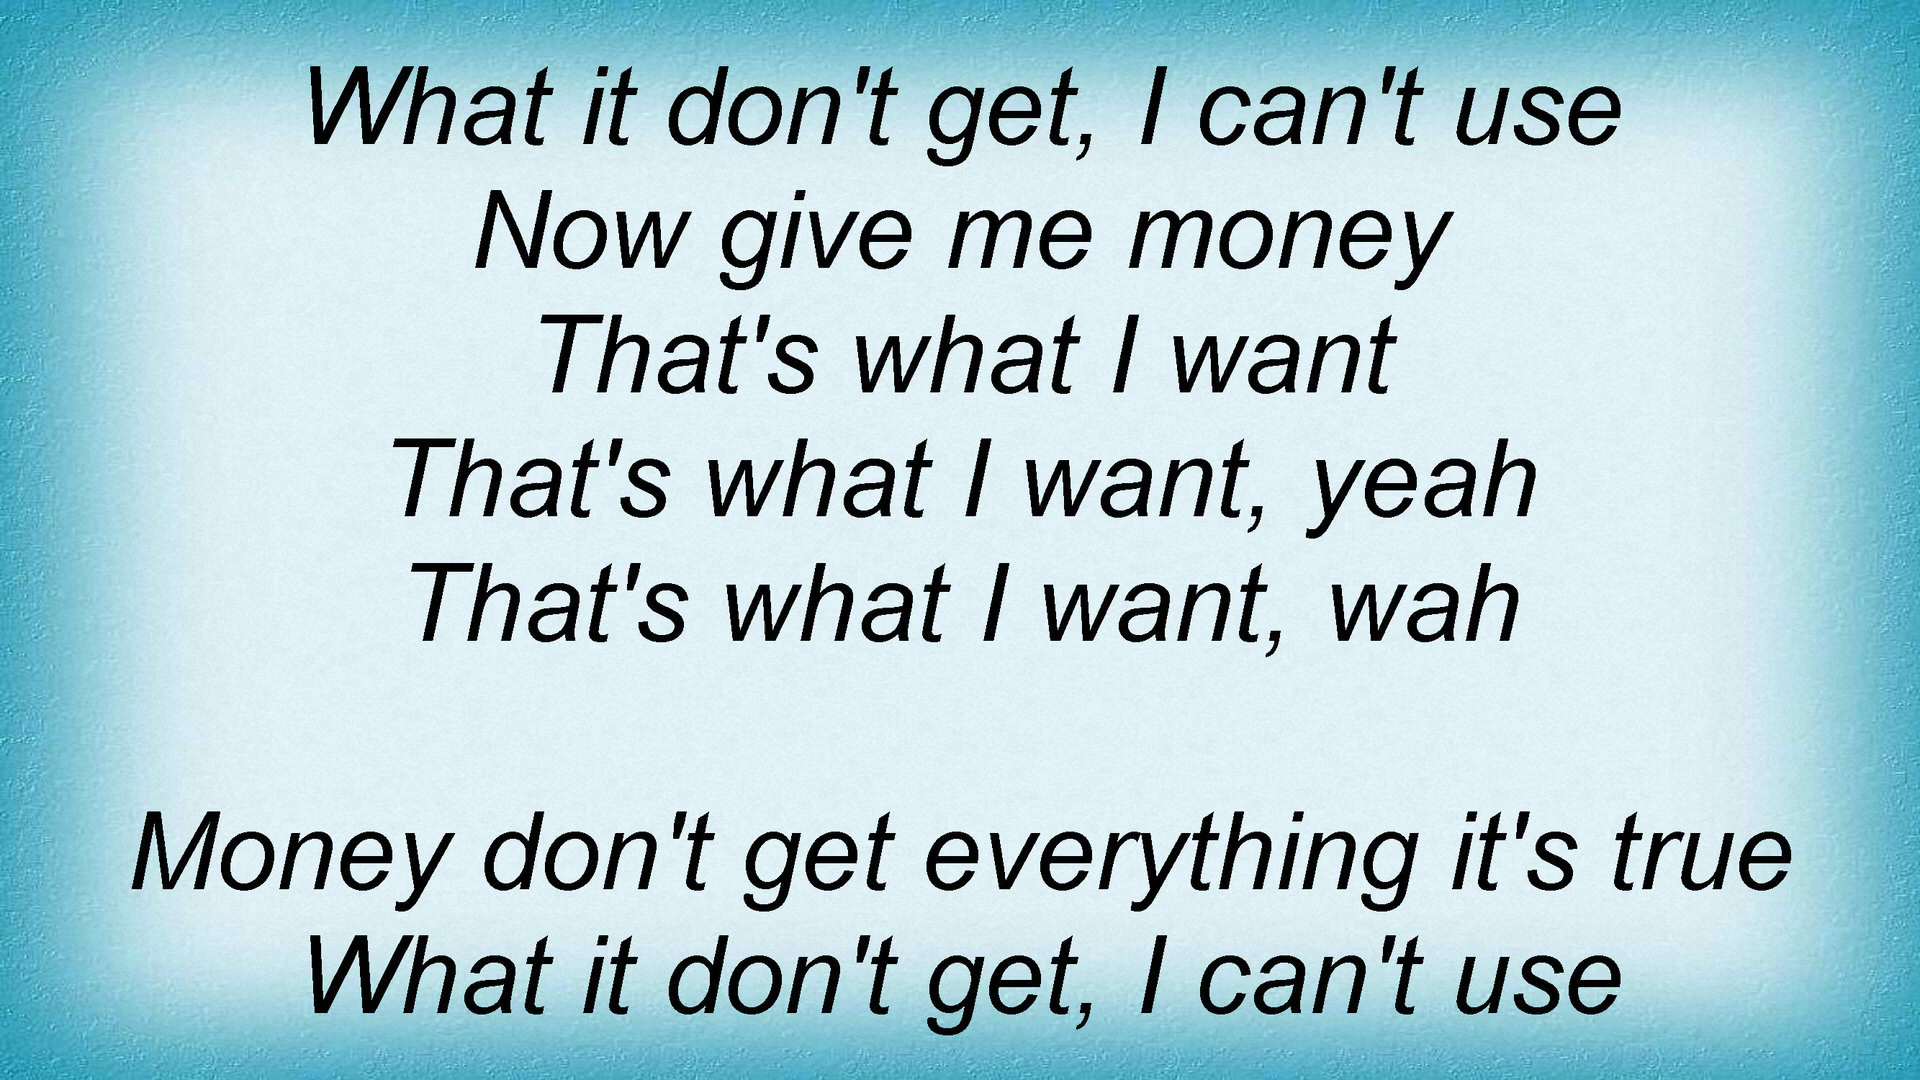 What it don't get, I can't use
Now give me money
That's what I want
That's what I want, yeah
That's what I want, wah
Money don't get everything it's true
What it don't get, I can't use